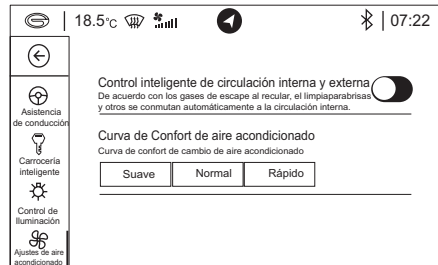 18.5°C
07:22
Control inteligente de circulación interna y externa
De acuerdo con los gases de escape al recular, el limpiaparabrisas
y otros se conmutan automáticamente a la circulación interna.
Asistencia
de conducción
Curva de Confort de aire acondicionado
Curva de confort de cambio de aire acondicionado
Suave Normal Rápido
Carrocería
inteligente
Control de
Iluminación
Ajustes de aire
acondicionado